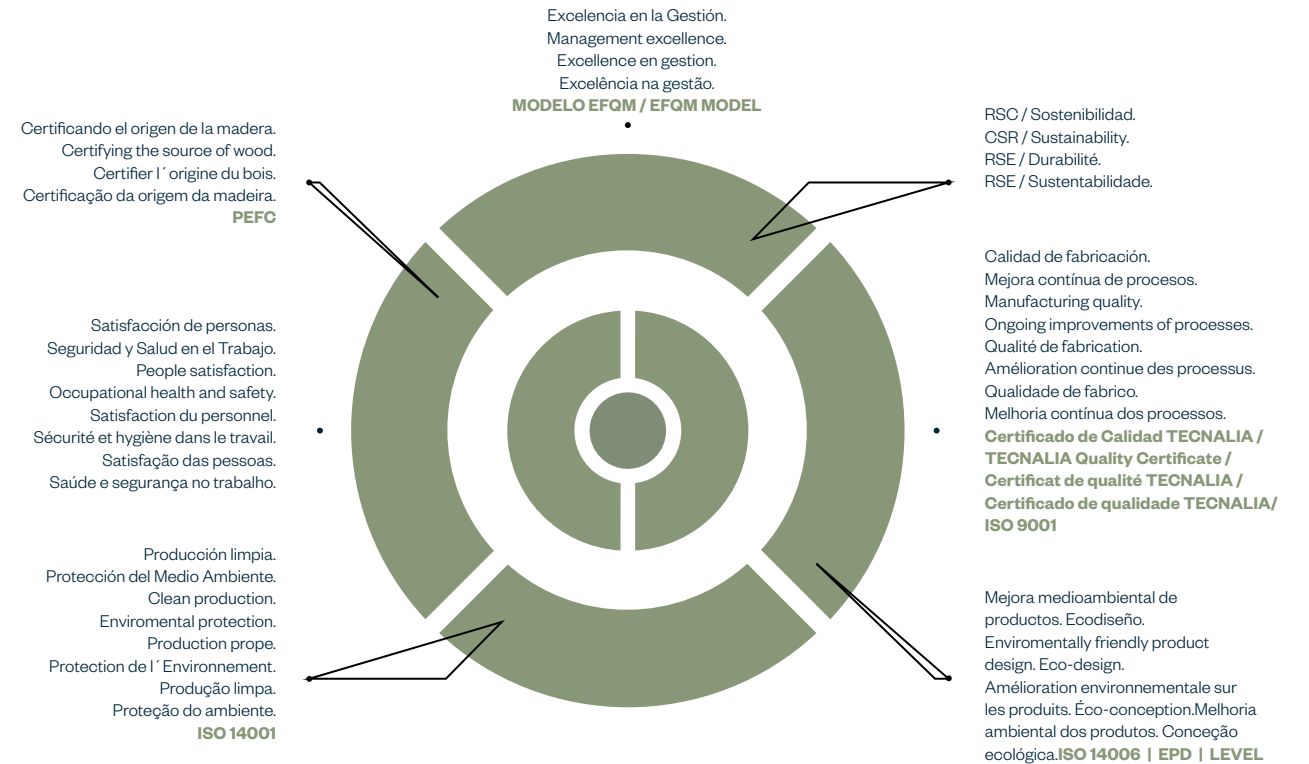 Excelencia en la Gestión.
Management excellence.
Excellence en gestion.
Excelência na gestão.
MODELO EFQM / EFQM MODEL
Certificando el origen de la madera.
Certifying the source of wood.
Certifier l´origine du bois.
Certificação da origem da madeira.
PEFC
Satisfacción de personas.
Seguridad y Salud en el Trabajo.
People satisfaction.
Occupational health and safety.
Satisfaction du personnel.
Sécurité et hygiène dans le travail.
Satisfação das pessoas.
Saúde e segurança no trabalho.
Producción limpia.
Protección del Medio Ambiente.
Clean production.
Enviromental protection.
Production prope.
Protection de l´Environnement.
Produção limpa.
Proteção do ambiente.
ISO 14001
RSC / Sostenibilidad.
CSR / Sustainability.
RSE / Durabilité.
RSE / Sustentabilidade.
Calidad de fabricación.
Mejora contínua de procesos.
Manufacturing quality.
Ongoing improvements of processes.
Qualité de fabrication.
Amélioration continue des processus.
Qualidade de fabrico.
Melhoria contínua dos processos.
Certificado de Calidad TECNALIA /
TECNALIA Quality Certificate /
Certificat de qualité TECNALIA /
Certificado de qualidade TECNALIA/
ISO 9001
Mejora medioambiental de
productos. Ecodiseño.
Enviromentally friendly product
design. Eco-design.
Amélioration environnementale sur
les produits. Éco-conception.Melhoria
ambiental dos produtos. Conceção
ecológica.ISO 14006 | EPD | LEVEL